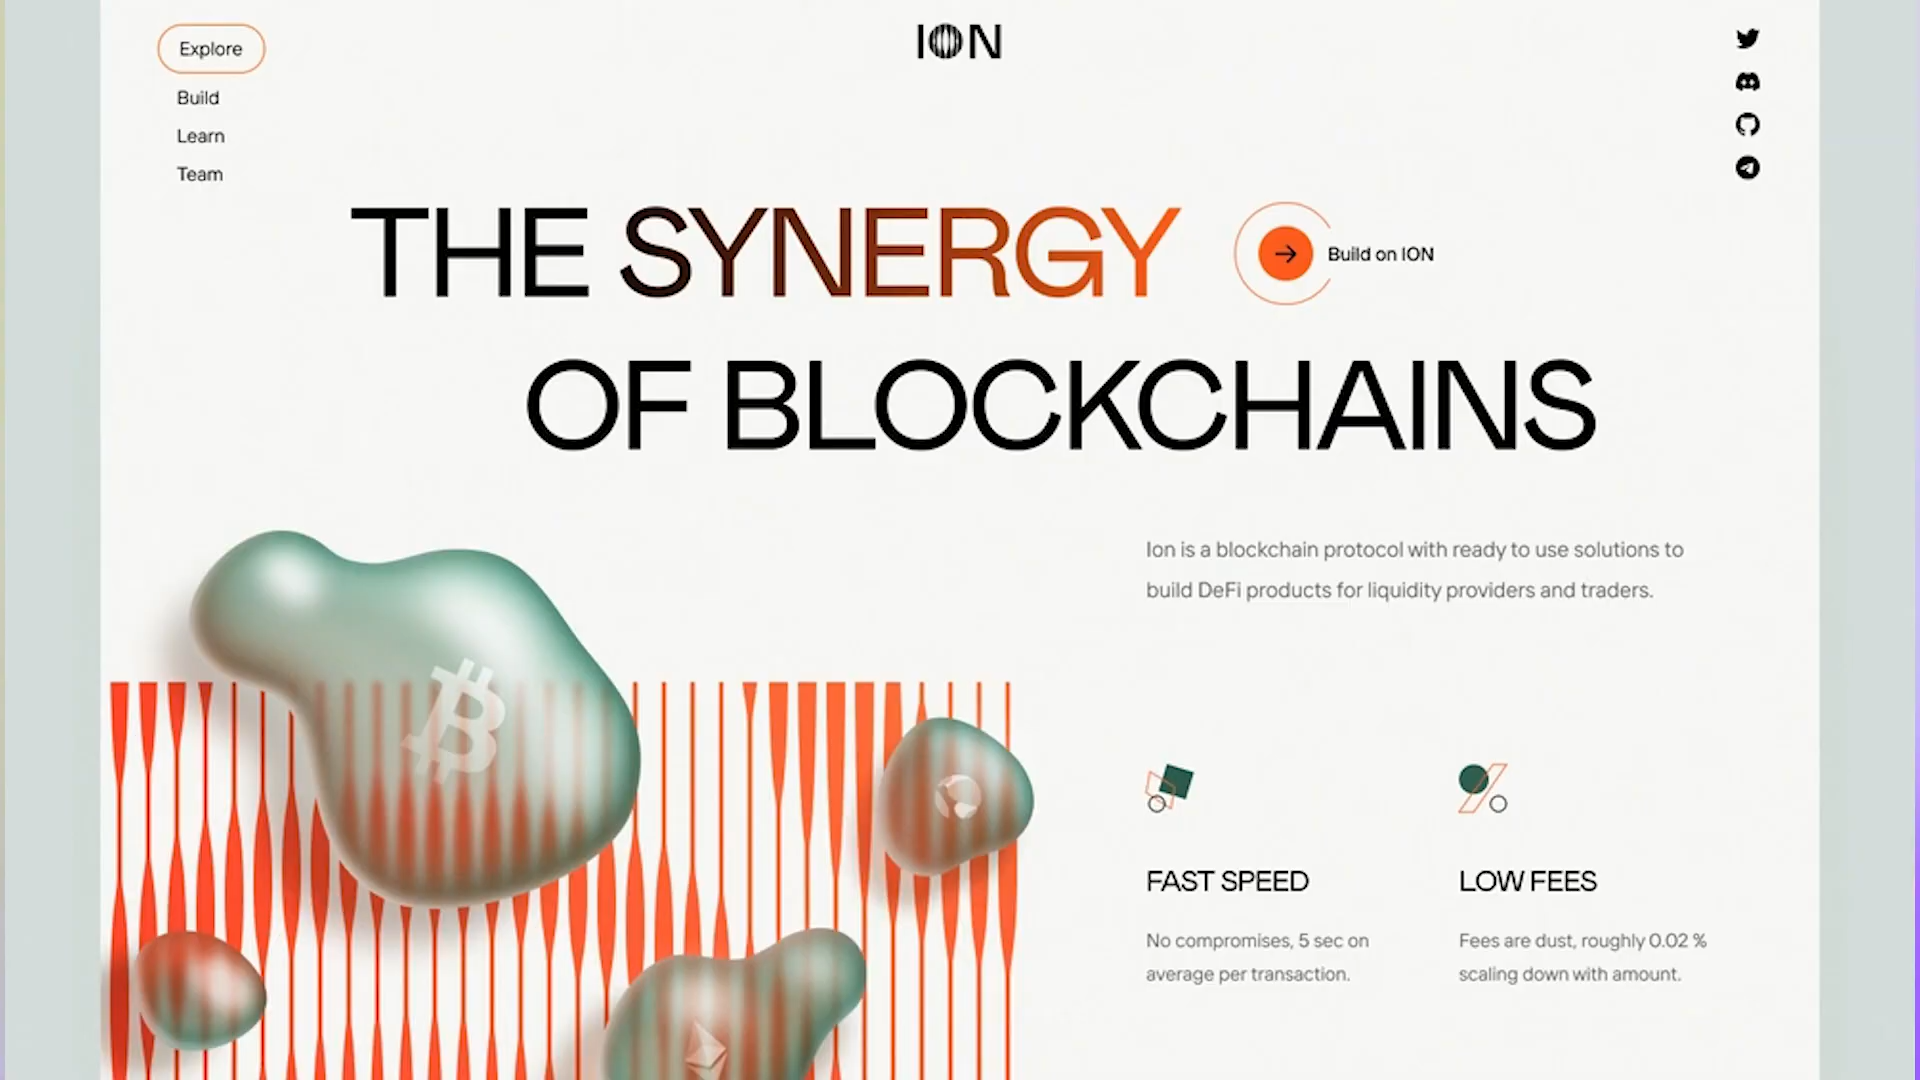 Explore
Build
Learn
Team
ION
THE SYNERGY
Build on ION
OF BLOCKCHAINS
Ion is a blockchain protocol with ready to use solutions to
build DeFi products for liquidity providers and traders.
FAST SPEED
No compromises, 5 sec on
average per transaction.
LOW FEES
Fees are dust, roughly 0.02 %
scaling down with amount.